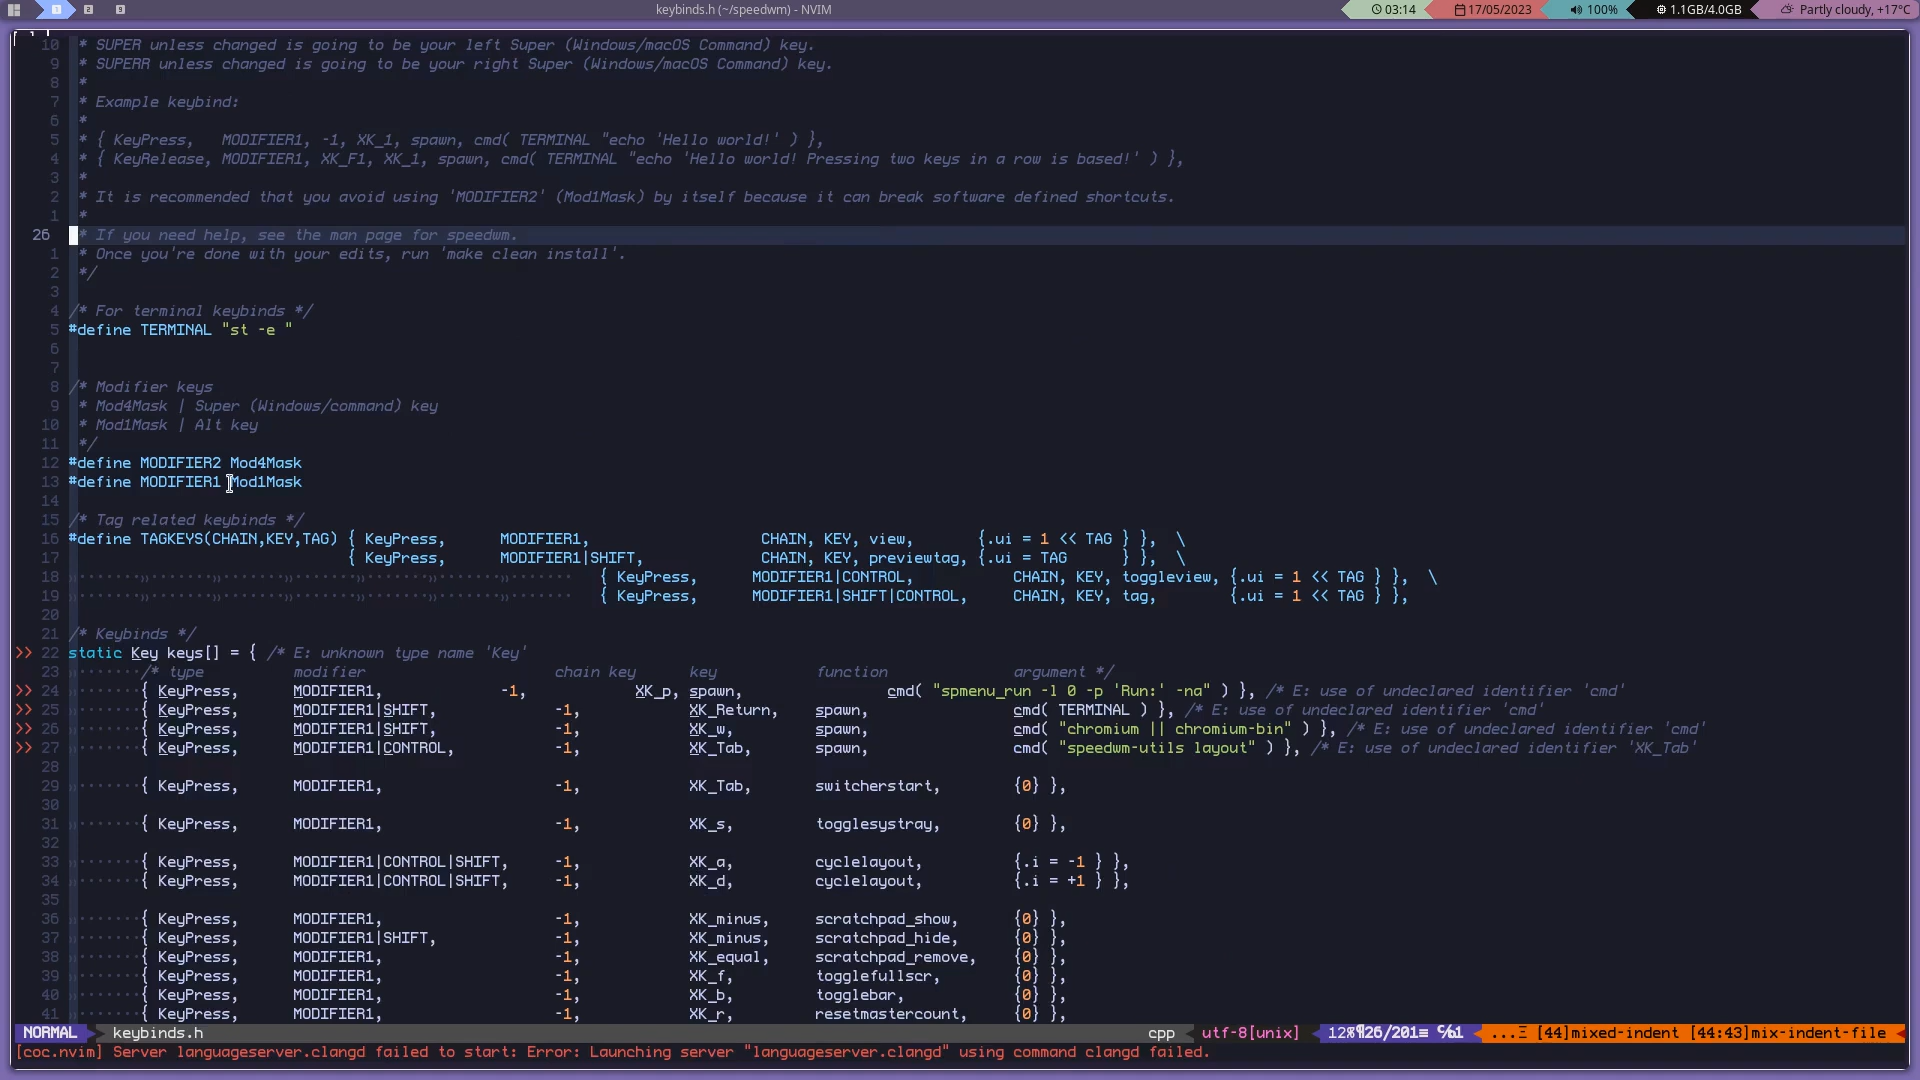 1 2 9 keybinds.h (~/speedwm) - NVIM 03:14 17/05/2023 100% 1.1GB/4.0GB Partly cloudy, +17°C
10 * SUPER unless changed is going to be your left Super (Windows/macOS Command) key.
9 * SUPERR unless changed is going to be your right Super (Windows/macOS Command) key.
8 *
7 * Example keybind:
6 *
5 * { KeyPress, MODIFIER1, -1, XK_1, spawn, cmd( TERMINAL "echo 'Hello world!' ) },
4 * { KeyRelease, MODIFIER1, XK_F1, XK_1, spawn, cmd( TERMINAL "echo 'Hello world! Pressing two keys in a row is based!' ) },
3 *
2 * It is recommended that you avoid using 'MODIFIER2' (Mod1Mask) by itself because it can break software defined shortcuts.
1 *
26 * If you need help, see the man page for speedwm.
1 * Once you're done with your edits, run 'make clean install'.
2 */
3
4 /* For terminal keybinds */
5 #define TERMINAL "st -e "
6
7
8 /* Modifier keys
9 * Mod4Mask | Super (Windows/command) key
10 * Mod1Mask | Alt key
11 */
12 #define MODIFIER2 Mod4Mask
13 #define MODIFIER1 Mod1Mask
14
15 /* Tag related keybinds */
16 #define TAGKEYS(CHAIN,KEY,TAG) { KeyPress, MODIFIER1, CHAIN, KEY, view, {.ui = 1 << TAG } }, \
17 { KeyPress, MODIFIER1|SHIFT, CHAIN, KEY, previewtag, {.ui = TAG } }, \
18 { KeyPress, MODIFIER1|CONTROL, CHAIN, KEY, toggleview, {.ui = 1 << TAG } }, \
19 { KeyPress, MODIFIER1|SHIFT|CONTROL, CHAIN, KEY, tag, {.ui = 1 << TAG } },
20
21 /* Keybinds */
>> 22 static Key keys[] = { /* E: unknown type name 'Key'
23 /* type modifier chain key key function argument */
>> 24 { KeyPress, MODIFIER1, -1, XK_p, spawn, cmd( "spmenu_run -l 0 -p 'Run:' -na" ) }, /* E: use of undeclared identifier 'cmd'
>> 25 { KeyPress, MODIFIER1|SHIFT, -1, XK_Return, spawn, cmd( TERMINAL ) }, /* E: use of undeclared identifier 'cmd'
>> 26 { KeyPress, MODIFIER1|SHIFT, -1, XK_w, spawn, cmd( "chromium || chromium-bin" ) }, /* E: use of undeclared identifier 'cmd'
>> 27 { KeyPress, MODIFIER1|CONTROL, -1, XK_Tab, spawn, cmd( "speedwm-utils layout" ) }, /* E: use of undeclared identifier 'XK_Tab'
28
29 { KeyPress, MODIFIER1, -1, XK_Tab, switcherstart, {0} },
30
31 { KeyPress, MODIFIER1, -1, XK_s, togglesystray, {0} },
32
33 { KeyPress, MODIFIER1|CONTROL|SHIFT, -1, XK_a, cyclelayout, {.i = -1 } },
34 { KeyPress, MODIFIER1|CONTROL|SHIFT, -1, XK_d, cyclelayout, {.i = +1 } },
35
36 { KeyPress, MODIFIER1, -1, XK_minus, scratchpad_show, {0} },
37 { KeyPress, MODIFIER1|SHIFT, -1, XK_minus, scratchpad_hide, {0} },
38 { KeyPress, MODIFIER1, -1, XK_equal, scratchpad_remove, {0} },
39 { KeyPress, MODIFIER1, -1, XK_f, togglefullscr, {0} },
40 { KeyPress, MODIFIER1, -1, XK_b, togglebar, {0} },
41 { KeyPress, MODIFIER1, -1, XK_r, resetmastercount, {0} },
NORMAL keybinds.h cpp utf-8[unix] 12%¶26/201≡ ℅:1 ...Ξ [44]mixed-indent [44:43]mix-indent-file
[coc.nvim] Server languageserver.clangd failed to start: Error: Launching server "languageserver.clangd" using command clangd failed.